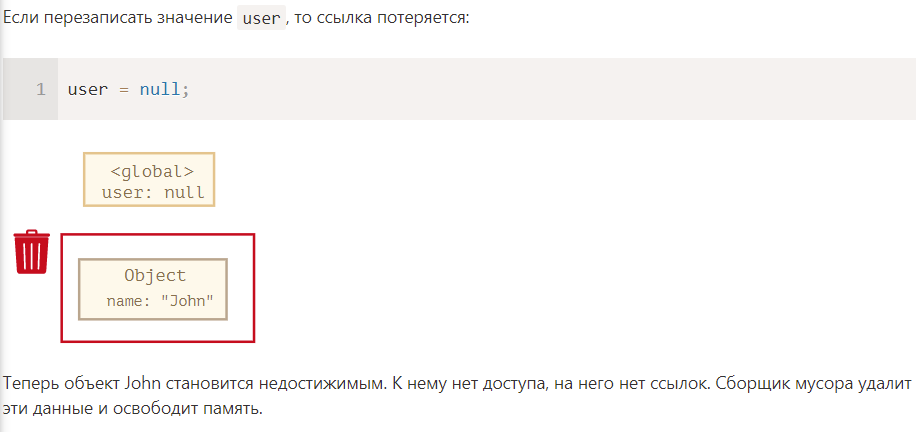 Если перезаписать значение user, то ссылка потеряется:
1 user = null;
<global>
user: null
Object
name: "John"
Теперь объект John становится недостижимым. К нему нет доступа, на него нет ссылок. Сборщик мусора удалит
эти данные и освободит память.